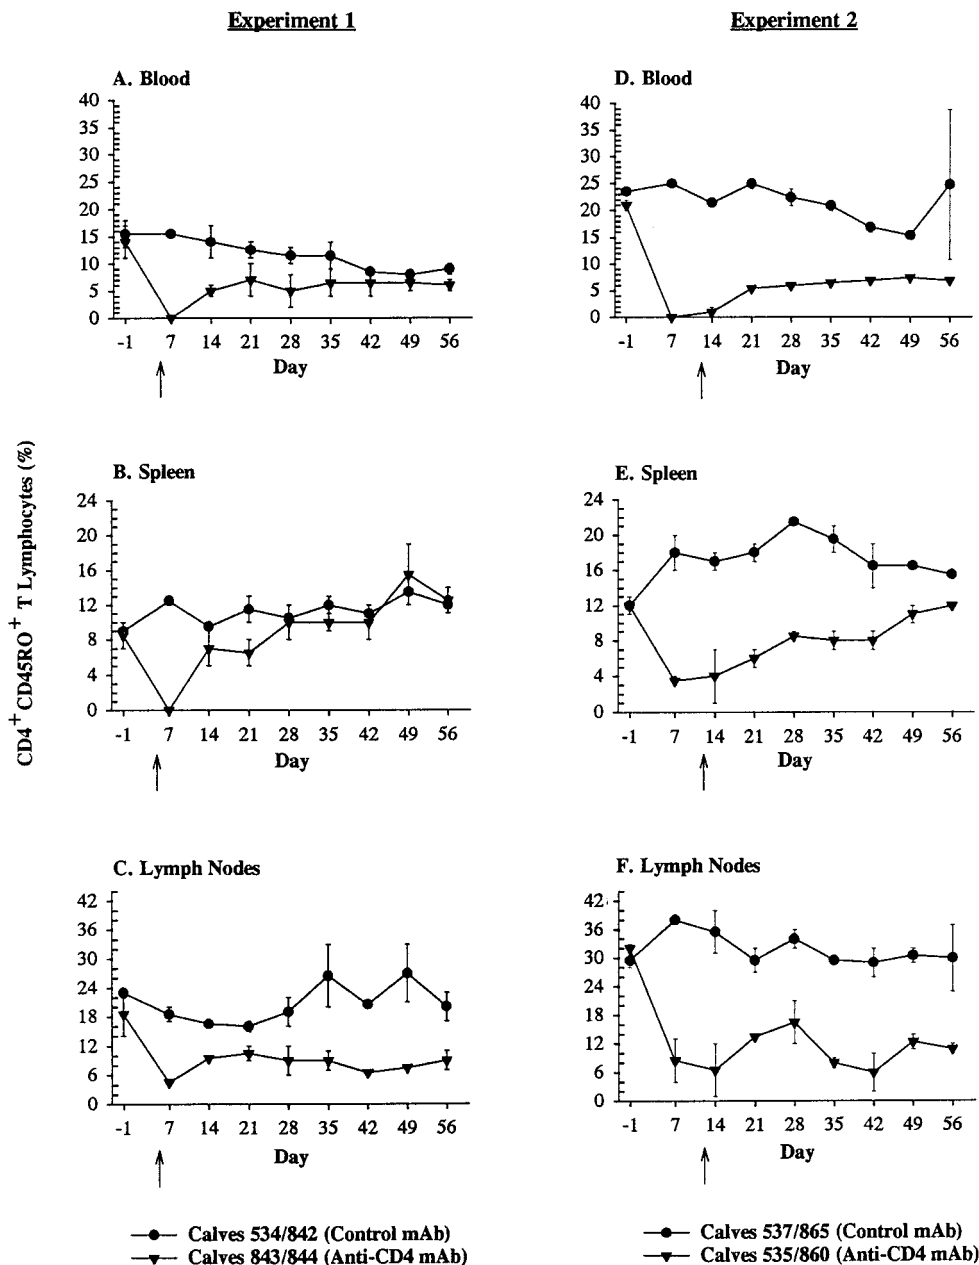 Experiment 1
Experiment 2
A. Blood
40
35
30
25
20
15
10
5
0
-1 7 14 21 28 35 42 49 56
Day
D. Blood
40
35
30
25
20
15
10
5
0
-1 7 14 21 28 35 42 49 56
Day
CD4+CD45RO+ T Lymphocytes (%)
B. Spleen
24
20
16
12
8
4
0
-1 7 14 21 28 35 42 49 56
Day
E. Spleen
24
20
16
12
8
4
0
-1 7 14 21 28 35 42 49 56
Day
C. Lymph Nodes
42
36
30
24
18
12
6
0
-1 7 14 21 28 35 42 49 56
Day
F. Lymph Nodes
42
36
30
24
18
12
6
0
-1 7 14 21 28 35 42 49 56
Day
Calves 534/842 (Control mAb)
Calves 843/844 (Anti-CD4 mAb)
Calves 537/865 (Control mAb)
Calves 535/860 (Anti-CD4 mAb)